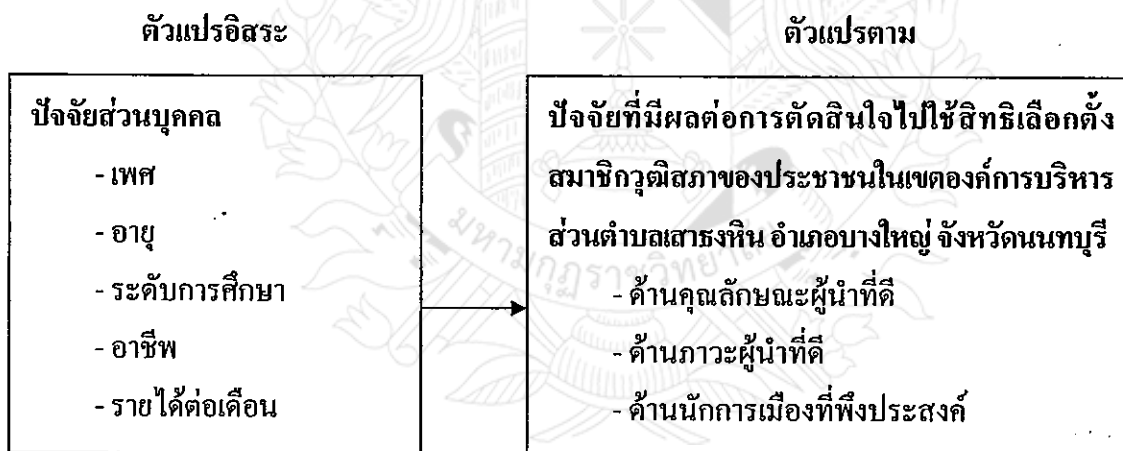 ตัวแปรอิสระ
ตัวแปรตาม
ปัจจัยส่วนบุคคล
- เพศ
- อายุ
- ระดับการศึกษา
- อาชีพ
- รายได้ต่อเดือน
ปัจจัยที่มีผลต่อการตัดสินใจไปใช้สิทธิเลือกตั้ง
สมาชิกวุฒิสภาของประชาชนในเขตองค์การบริหาร
ส่วนตำบลเสาธงหิน อำเภอบางใหญ่ จังหวัดนนทบุรี
- ด้านคุณลักษณะผู้นำที่ดี
- ด้านภาวะผู้นำที่ดี
- ด้านนักการเมืองที่พึงประสงค์